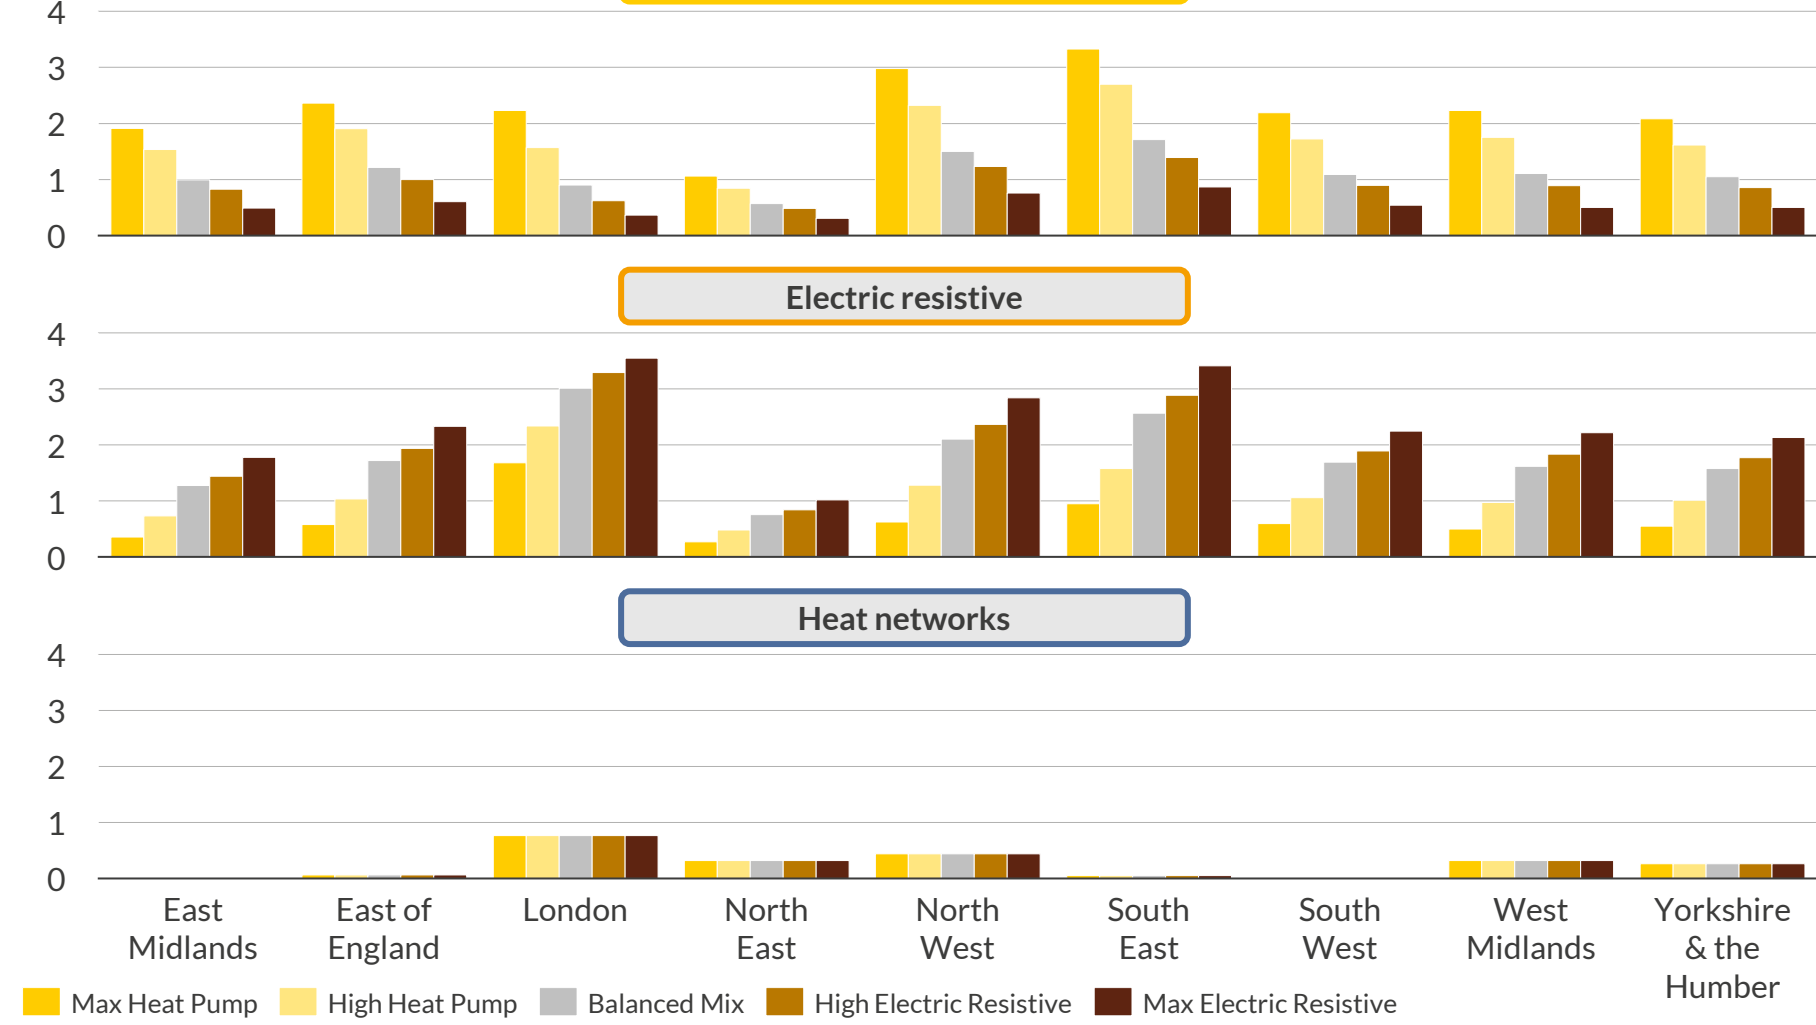 4
3
2
1
0
Electric resistive
4
3
2
1
0
Heat networks
4
3
2
1
0
East Midlands
East of England
London
North East
North West
South East
South West
West Midlands
Yorkshire & the Humber
Max Heat Pump
High Heat Pump
Balanced Mix
High Electric Resistive
Max Electric Resistive